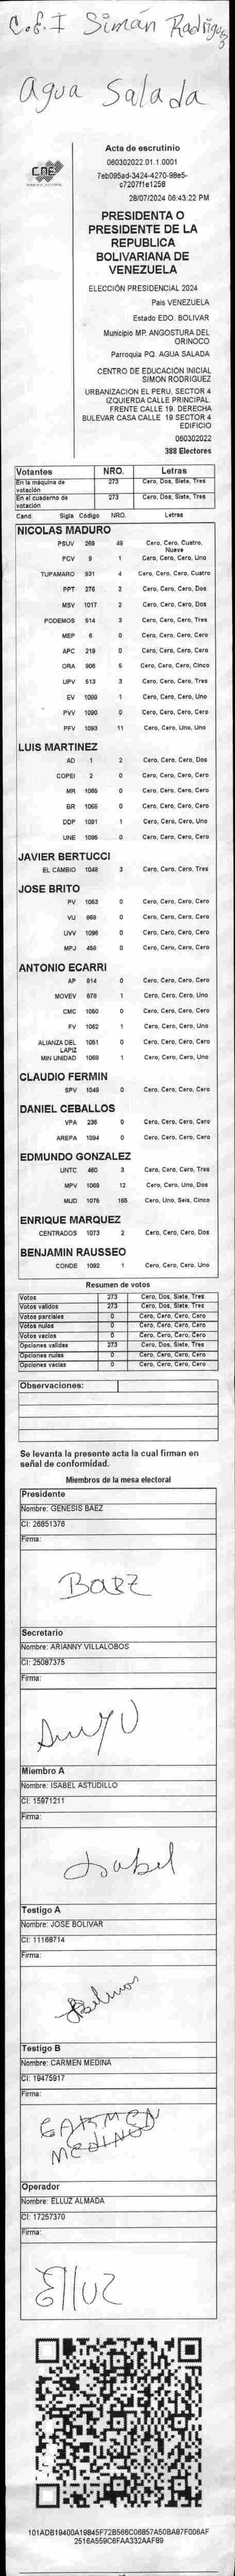 C.E.I Simón Rodríguez
Agua Salada
Acta de escrutinio
060302022.01.1.0001
7eb095ad-3424-4270-98e5-
c7207f1e1258
28/07/2024 06:43:22 PM
CNE
PRESIDENTA O
PRESIDENTE DE LA
REPUBLICA
BOLIVARIANA DE
VENEZUELA
ELECCIÓN PRESIDENCIAL 2024
Pais VENEZUELA
Estado EDO. BOLIVAR
Municipio MP. ANGOSTURA DEL
ORINOCO
Parroquia PQ. AGUA SALADA
CENTRO DE EDUCACION INICIAL
SIMON RODRIGUEZ
URBANIZACION EL PERU, SECTOR 4
IZQUIERDA CALLE PRINCIPAL.
FRENTE CALLE 19. DERECHA
BULEVAR CASA CALLE 19 SECTOR 4
EDIFICIO
060302022
388 Electores
Votantes NRO. Letras
En la máquina de votación 273 Cero, Dos, Siete, Tres
En el cuaderno de votación 273 Cero, Dos, Siete, Tres
Cand. Sigla Código NRO. Letras
NICOLAS MADURO
PSUV 269 49 Cero, Cero, Cuatro, Nueve
PCV 9 1 Cero, Cero, Cero, Uno
TUPAMARO 931 4 Cero, Cero, Cero, Cuatro
PPT 276 2 Cero, Cero, Cero, Dos
MSV 1017 2 Cero, Cero, Cero, Dos
PODEMOS 514 3 Cero, Cero, Cero, Tres
MEP 6 0 Cero, Cero, Cero, Cero
APC 219 0 Cero, Cero, Cero, Cero
ORA 906 5 Cero, Cero, Cero, Cinco
UPV 513 3 Cero, Cero, Cero, Tres
EV 1089 1 Cero, Cero, Cero, Uno
PVV 1090 0 Cero, Cero, Cero, Cero
PFV 1093 11 Cero, Cero, Uno, Uno
LUIS MARTINEZ
AD 1 2 Cero, Cero, Cero, Dos
COPEI 2 0 Cero, Cero, Cero, Cero
MR 1065 0 Cero, Cero, Cero, Cero
BR 1066 0 Cero, Cero, Cero, Cero
DDP 1091 1 Cero, Cero, Cero, Uno
UNE 1095 0 Cero, Cero, Cero, Cero
JAVIER BERTUCCI
EL CAMBIO 1048 3 Cero, Cero, Cero, Tres
JOSE BRITO
PV 1053 0 Cero, Cero, Cero, Cero
VU 868 0 Cero, Cero, Cero, Cero
UVV 1096 0 Cero, Cero, Cero, Cero
MPJ 458 0 Cero, Cero, Cero, Cero
ANTONIO ECARRI
AP 814 0 Cero, Cero, Cero, Cero
MOVEV 878 1 Cero, Cero, Cero, Uno
CMC 1050 0 Cero, Cero, Cero, Cero
FV 1062 1 Cero, Cero, Cero, Uno
ALIANZA DEL LAPIZ 1051 0 Cero, Cero, Cero, Cero
MIN UNIDAD 1068 1 Cero, Cero, Cero, Uno
CLAUDIO FERMIN
SPV 1049 0 Cero, Cero, Cero, Cero
DANIEL CEBALLOS
VPA 236 0 Cero, Cero, Cero, Cero
AREPA 1094 0 Cero, Cero, Cero, Cero
EDMUNDO GONZALEZ
UNTC 460 3 Cero, Cero, Cero, Tres
MPV 1069 12 Cero, Cero, Uno, Dos
MUD 1075 165 Cero, Uno, Seis, Cinco
ENRIQUE MARQUEZ
CENTRADOS 1073 2 Cero, Cero, Cero, Dos
BENJAMIN RAUSSEO
CONDE 1092 1 Cero, Cero, Cero, Uno
Resumen de votos
Votos 273 Cero, Dos, Siete, Tres
Votos validos 273 Cero, Dos, Siete, Tres
Votos parciales 0 Cero, Cero, Cero, Cero
Votos nulos 0 Cero, Cero, Cero, Cero
Votos vacios 0 Cero, Cero, Cero, Cero
Opciones validas 273 Cero, Dos, Siete, Tres
Opciones nulas 0 Cero, Cero, Cero, Cero
Opciones vacias 0 Cero, Cero, Cero, Cero
Observaciones:
Se levanta la presente acta la cual firman en
señal de conformidad.
Miembros de la mesa electoral
Presidente
Nombre: GENESIS BAEZ
CI: 26851376
Firma:
Baez
Secretario
Nombre: ARIANNY VILLALOBOS
CI: 25087375
Firma:
Miembro A
Nombre: ISABEL ASTUDILLO
CI: 15971211
Firma:
Isabel
Testigo A
Nombre: JOSE BOLIVAR
CI: 11168714
Firma:
Testigo B
Nombre: CARMEN MEDINA
CI: 19475917
Firma:
CARMEN
MEDINA
Operador
Nombre: ELLUZ ALMADA
CI: 17257370
Firma:
Elluz
101ADB19400A19845F72B566C06857A50BA87F006AF
2516A559C6FAA332AAF89